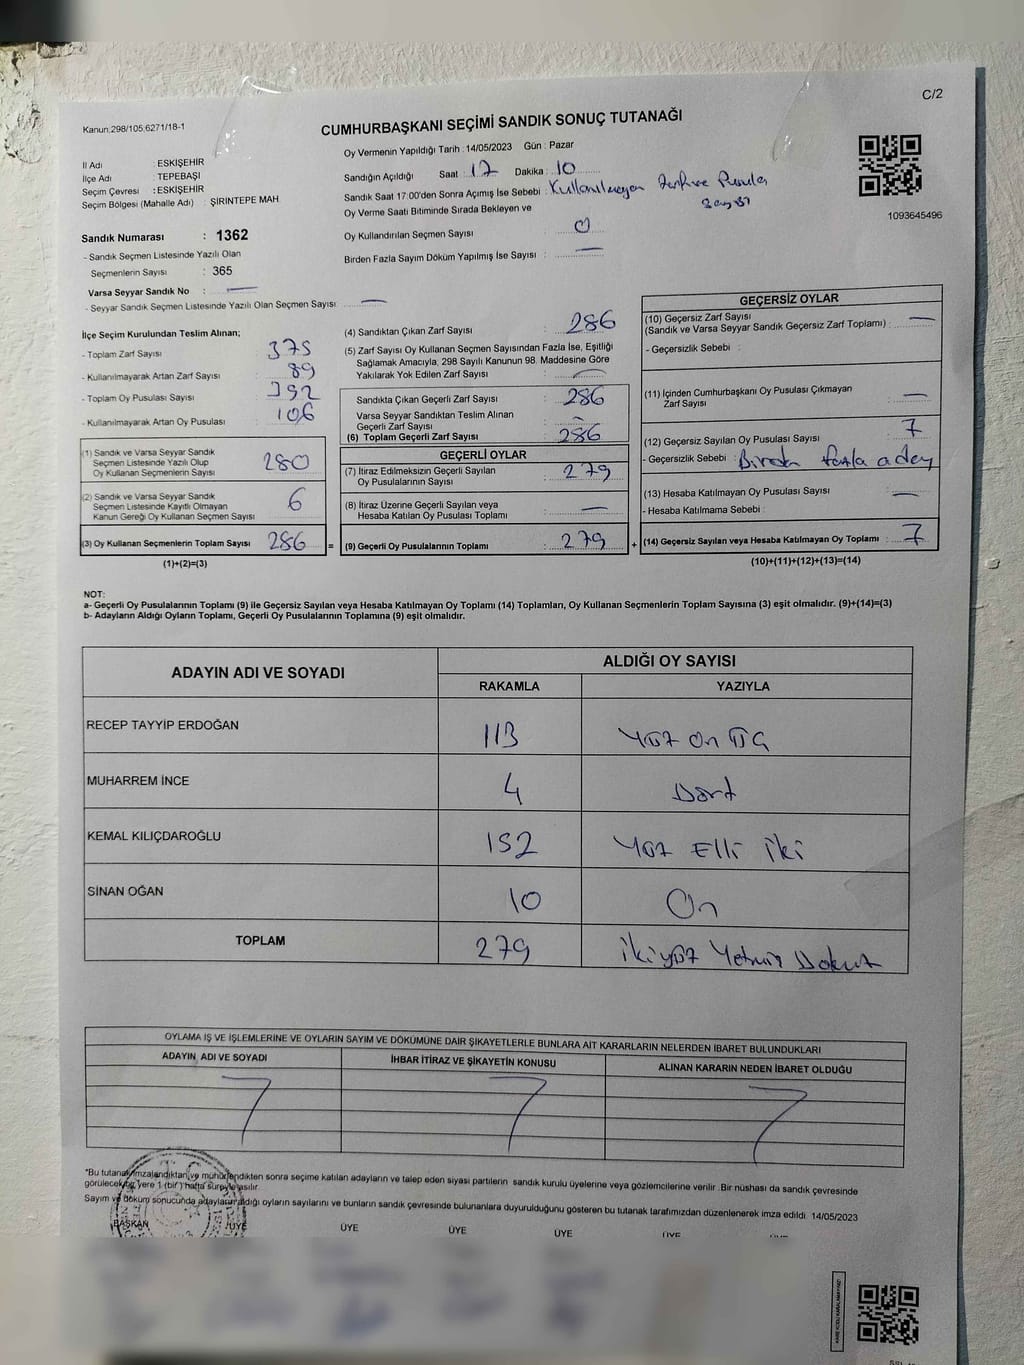 C/2
Kanun:298/105,6271/18-1
CUMHURBAŞKANI SEÇİMİ SANDIK SONUÇ TUTANAĞI
İl Adı : ESKİŞEHİR
İlçe Adı : TEPEBAŞI
Seçim Çevresi : ESKİŞEHİR
Seçim Bölgesi (Mahalle Adı) : ŞİRİNTEPE MAH.
Oy Vermenin Yapıldığı Tarih : 14/05/2023 Gün : Pazar
Sandığın Açıldığı Saat : 17 Dakika : 10
Sandık Saat 17:00'den Sonra Açımış İse Sebebi : Kullanılmayan Zarf ve Pusula
Sayısı
Oy Verme Saati Bitiminde Sırada Bekleyen ve
Oy Kullandırılan Seçmen Sayısı : 0
Birden Fazla Sayım Döküm Yapılmış İse Sayısı : —
1093645496
Sandık Numarası : 1362
- Sandık Seçmen Listesinde Yazılı Olan
Seçmenlerin Sayısı : 365
Varsa Seyyar Sandık No : —
- Seyyar Sandık Seçmen Listesinde Yazılı Olan Seçmen Sayısı : —
İlçe Seçim Kurulundan Teslim Alınan;
- Toplam Zarf Sayısı : 375
- Kullanılmayarak Artan Zarf Sayısı : 89
- Toplam Oy Pusulası Sayısı : 392
- Kullanılmayarak Artan Oy Pusulası : 106
(1) Sandık ve Varsa Seyyar Sandık
Seçmen Listesinde Yazılı Olup
Oy Kullanan Seçmenlerin Sayısı : 280
(2) Sandık ve Varsa Seyyar Sandık
Seçmen Listesinde Kayıtlı Olmayan
Kanun Gereği Oy Kullanan Seçmen Sayısı : 6
(3) Oy Kullanan Seçmenlerin Toplam Sayısı : 286 =
(1)+(2)=(3)
(4) Sandıktan Çıkan Zarf Sayısı : 286
(5) Zarf Sayısı Oy Kullanan Seçmen Sayısından Fazla İse, Eşitliği
Sağlamak Amacıyla, 298 Sayılı Kanunun 98. Maddesine Göre
Yakılarak Yok Edilen Zarf Sayısı : —
Sandıkta Çıkan Geçerli Zarf Sayısı : 286
Varsa Seyyar Sandıktan Teslim Alınan
Geçerli Zarf Sayısı : —
(6) Toplam Geçerli Zarf Sayısı : 286
GEÇERLİ OYLAR
(7) İtiraz Edilmeksizin Geçerli Sayılan
Oy Pusulalarının Sayısı : 279
(8) İtiraz Üzerine Geçerli Sayılan veya
Hesaba Katılan Oy Pusulası Toplamı : —
(9) Geçerli Oy Pusulalarının Toplamı : 279 +
GEÇERSİZ OYLAR
(10) Geçersiz Zarf Sayısı
(Sandık ve Varsa Seyyar Sandık Geçersiz Zarf Toplamı) : —
- Geçersizlik Sebebi :
(11) İçinden Cumhurbaşkanı Oy Pusulası Çıkmayan
Zarf Sayısı : —
(12) Geçersiz Sayılan Oy Pusulası Sayısı : 7
- Geçersizlik Sebebi : Birden fazla aday
(13) Hesaba Katılmayan Oy Pusulası Sayısı : —
- Hesaba Katılmama Sebebi :
(14) Geçersiz Sayılan veya Hesaba Katılmayan Oy Toplamı : 7
(10)+(11)+(12)+(13)=(14)
NOT:
a- Geçerli Oy Pusulalarının Toplamı (9) ile Geçersiz Sayılan veya Hesaba Katılmayan Oy Toplamı (14) Toplamları, Oy Kullanan Seçmenlerin Toplam Sayısına (3) eşit olmalıdır. (9)+(14)=(3)
b- Adayların Aldığı Oyların Toplamı, Geçerli Oy Pusulalarının Toplamına (9) eşit olmalıdır.
ADAYIN ADI VE SOYADI
ALDIĞI OY SAYISI
RAKAMLA YAZIYLA
RECEP TAYYİP ERDOĞAN 113 Yüz On Üç
MUHARREM İNCE 4 Dört
KEMAL KILIÇDAROĞLU 152 Yüz Elli İki
SİNAN OĞAN 10 On
TOPLAM 279 İkiyüz Yetmiş Dokuz
OYLAMA İŞ VE İŞLEMLERİNE VE OYLARIN SAYIM VE DÖKÜMÜNE DAİR ŞİKAYETLERLE BUNLARA AİT KARARLARIN NELERDEN İBARET BULUNDUKLARI
ADAYIN ADI VE SOYADI İHBAR İTİRAZ VE ŞİKAYETİN KONUSU ALINAN KARARIN NEDEN İBARET OLDUĞU
*Bu tutanak imzalandıktan ve mühürlendikten sonra seçime katılan adayların ve talep eden siyasi partilerin sandık kurulu üyelerine veya gözlemcilerine verilir. Bir nüshası da sandık çevresinde
görülecek bir yere 1 (bir) hafta süreyle asılır.
Sayım ve döküm sonucunda adayların aldığı oyların sayılarını ve bunların sandık çevresinde bulunanlara duyurulduğunu gösteren bu tutanak tarafımızdan düzenlenerek imza edildi. 14/05/2023
BAŞKAN ÜYE ÜYE ÜYE ÜYE ÜYE